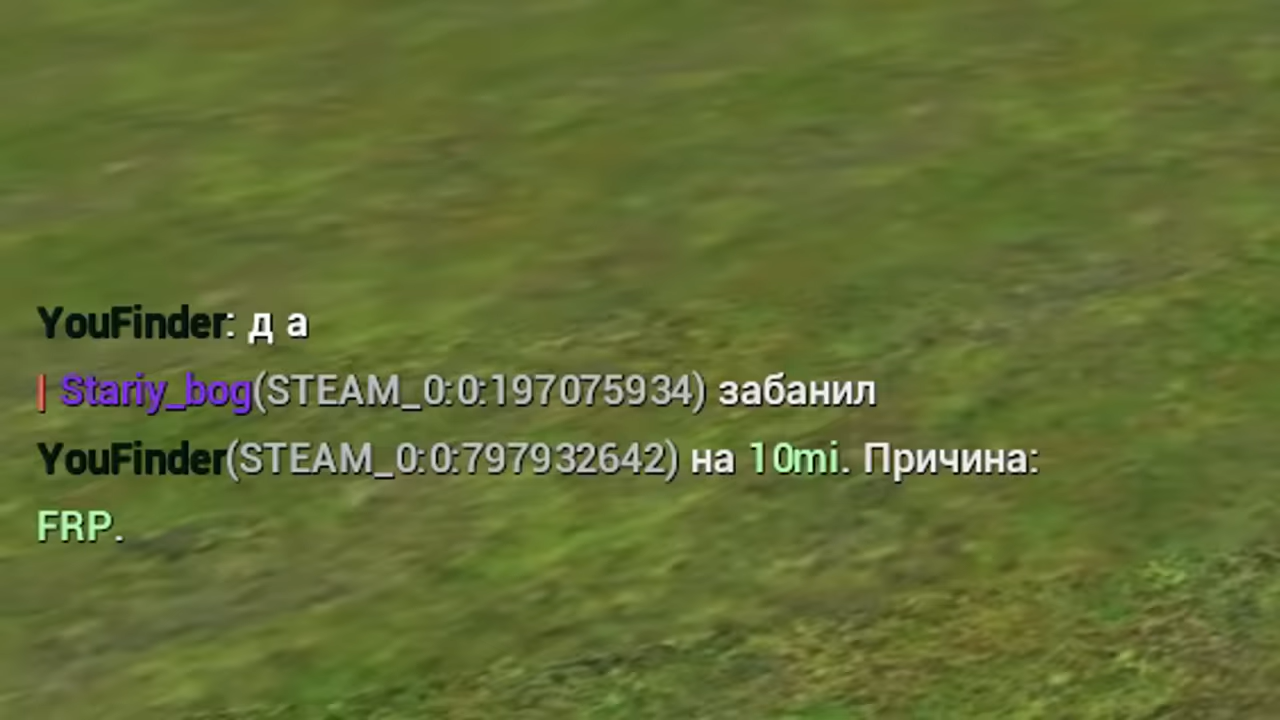 YouFinder: д а
| Stariy_bog(STEAM_0:0:197075934) забанил
YouFinder(STEAM_0:0:797932642) на 10mi. Причина:
FRP.